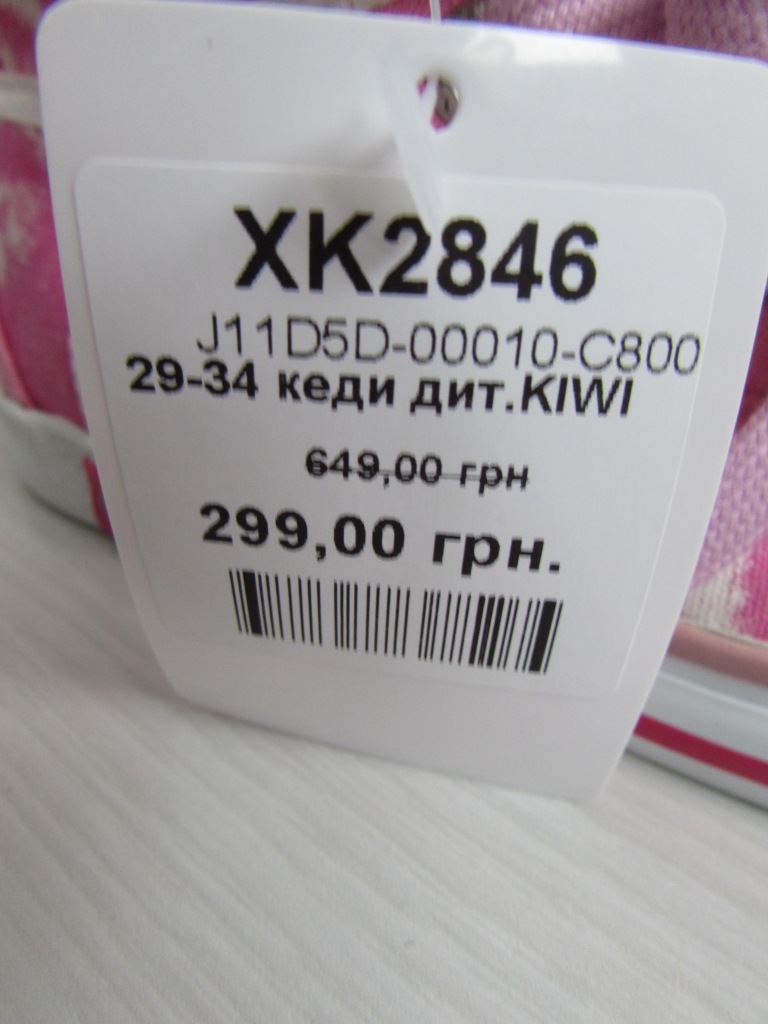 XK2846
J11D5D-00010-C800
29-34 кеди дит.KIWI
649,00 грн
299,00 грн.